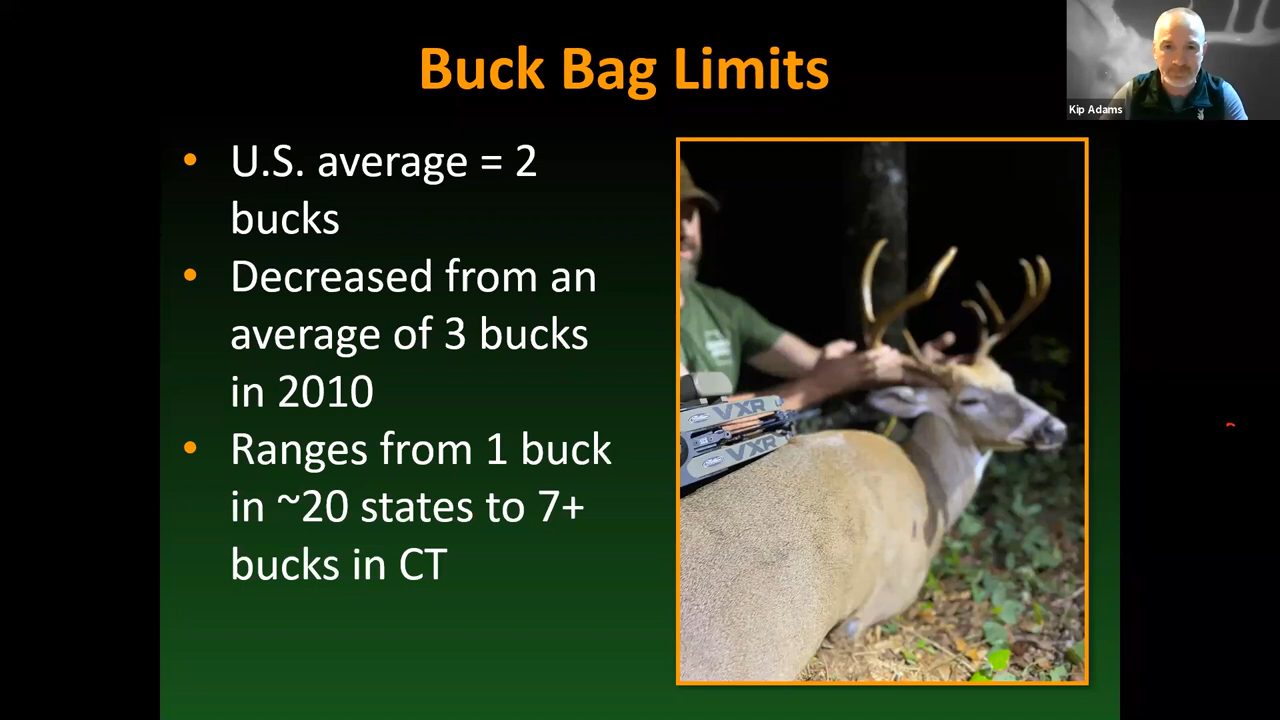 Buck Bag Limits
Kip Adams
• U.S. average = 2
bucks
• Decreased from an
average of 3 bucks
in 2010
• Ranges from 1 buck
in ~20 states to 7+
bucks in CT
VXR
VXR